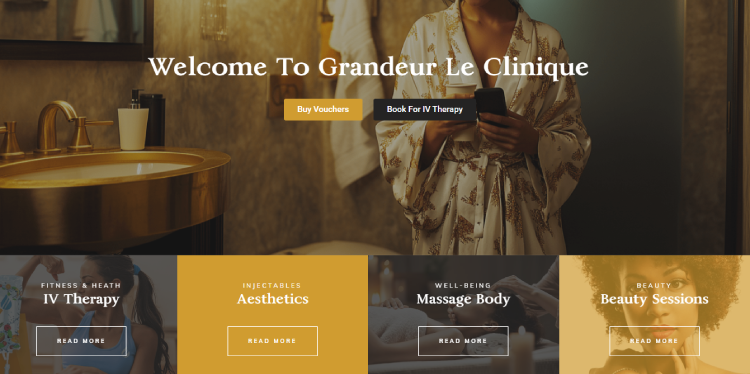 Welcome To Grandeur Le Clinique
Buy Vouchers
Book For IV Therapy
FITNESS & HEATH
IV Therapy
READ MORE
INJECTABLES
Aesthetics
READ MORE
WELL-BEING
Massage Body
READ MORE
BEAUTY
Beauty Sessions
READ MORE